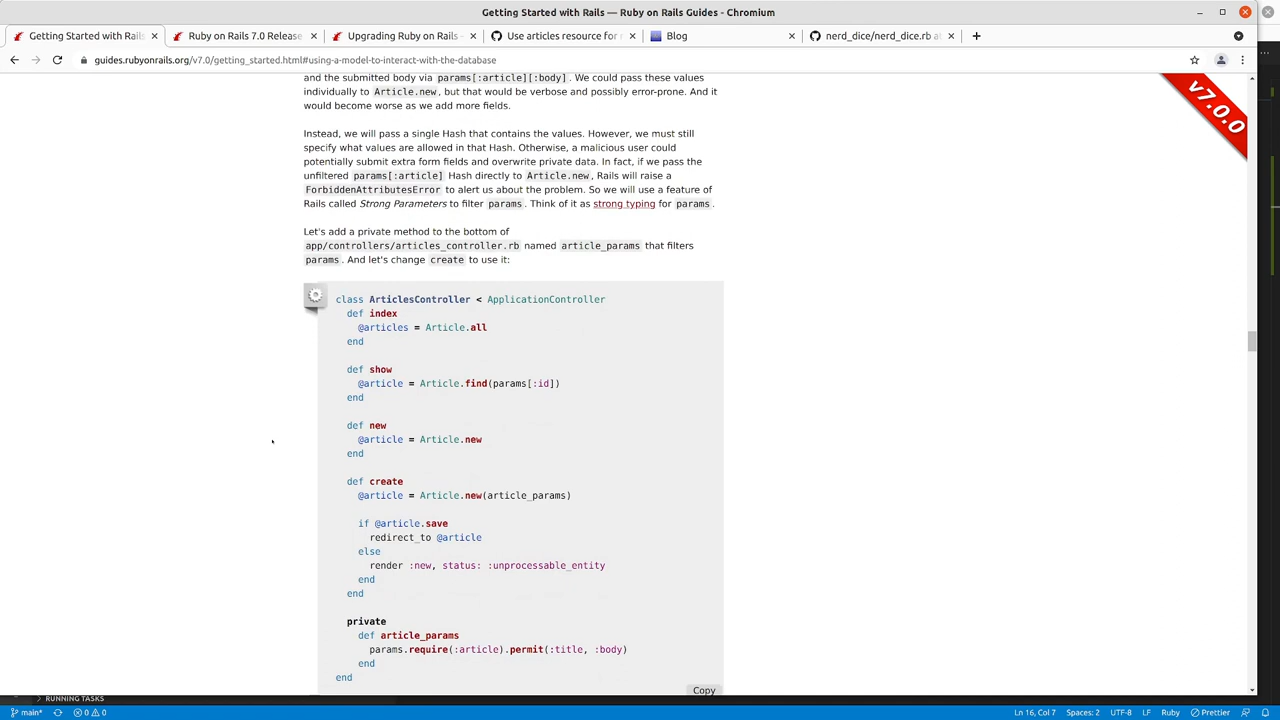 Getting Started with Rails — Ruby on Rails Guides - Chromium
Getting Started with Rails —
Ruby on Rails 7.0 Release
Upgrading Ruby on Rails —
Use articles resource for
Blog
nerd_dice/nerd_dice.rb at
guides.rubyonrails.org/v7.0/getting_started.html#using-a-model-to-interact-with-the-database
v7.0.0
and the submitted body via params[:article][:body]. We could pass these values
individually to Article.new, but that would be verbose and possibly error-prone. And it
would become worse as we add more fields.
Instead, we will pass a single Hash that contains the values. However, we must still
specify what values are allowed in that Hash. Otherwise, a malicious user could
potentially submit extra form fields and overwrite private data. In fact, if we pass the
unfiltered params[:article] Hash directly to Article.new, Rails will raise a
ForbiddenAttributesError to alert us about the problem. So we will use a feature of
Rails called Strong Parameters to filter params. Think of it as strong typing for params.
Let's add a private method to the bottom of
app/controllers/articles_controller.rb named article_params that filters
params. And let's change create to use it:
class ArticlesController < ApplicationController
def index
@articles = Article.all
end
def show
@article = Article.find(params[:id])
end
def new
@article = Article.new
end
def create
@article = Article.new(article_params)
if @article.save
redirect_to @article
else
render :new, status: :unprocessable_entity
end
end
private
def article_params
params.require(:article).permit(:title, :body)
end
end
Copy
RUNNING TASKS
main*
0
0
Ln 16, Col 7
Spaces: 2
UTF-8
LF
Ruby
Prettier